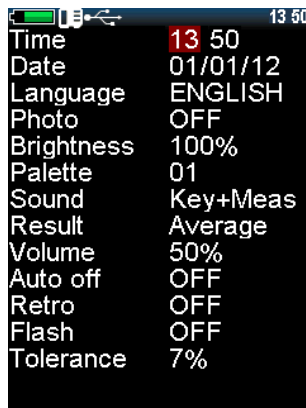 13 50
Time 13 50
Date 01/01/12
Language ENGLISH
Photo OFF
Brightness 100%
Palette 01
Sound Key+Meas
Result Average
Volume 50%
Auto off OFF
Retro OFF
Flash OFF
Tolerance 7%